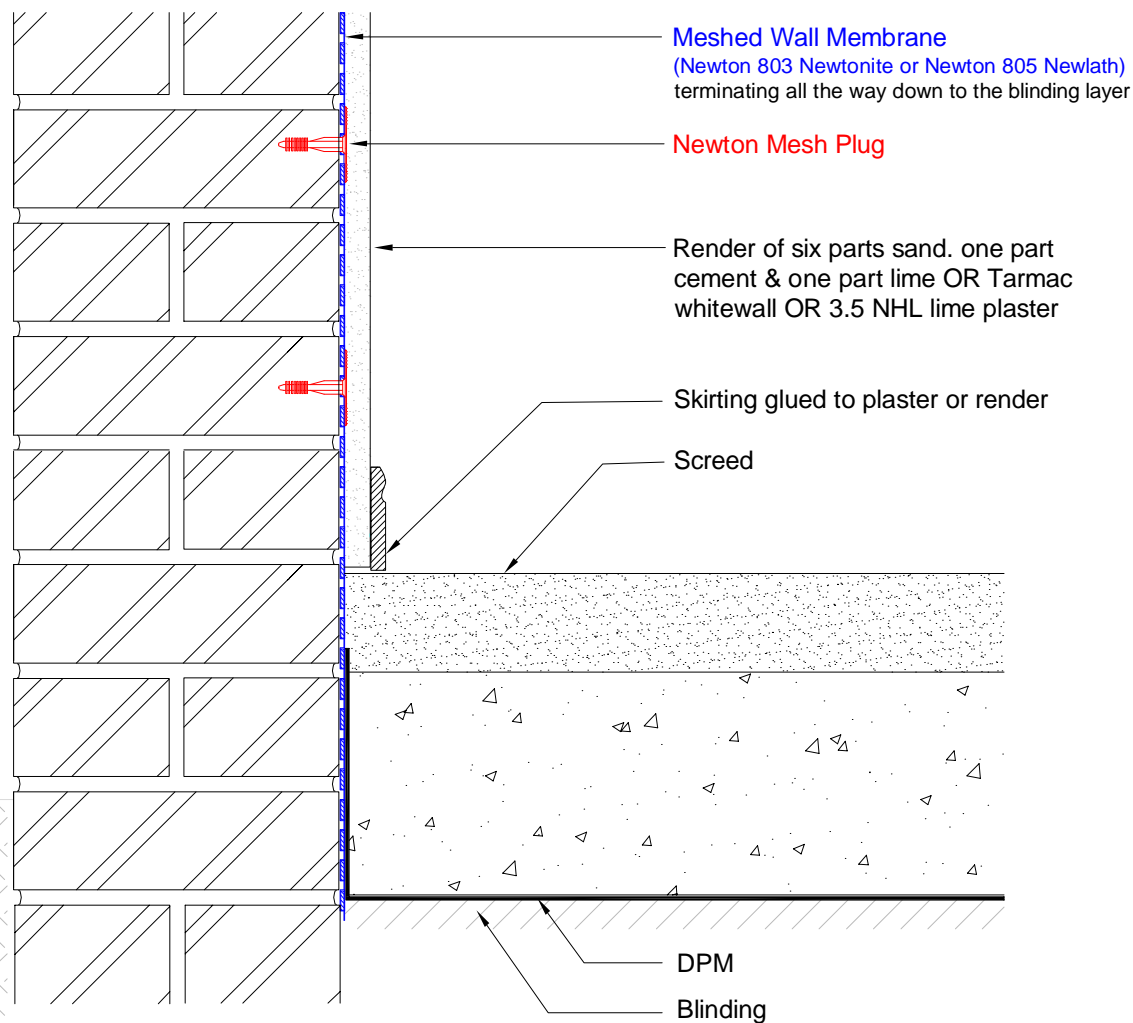 Meshed Wall Membrane
(Newton 803 Newtonite or Newton 805 Newlath)
terminating all the way down to the blinding layer
Newton Mesh Plug
Render of six parts sand. one part
cement & one part lime OR Tarmac
whitewall OR 3.5 NHL lime plaster
Skirting glued to plaster or render
Screed
DPM
Blinding